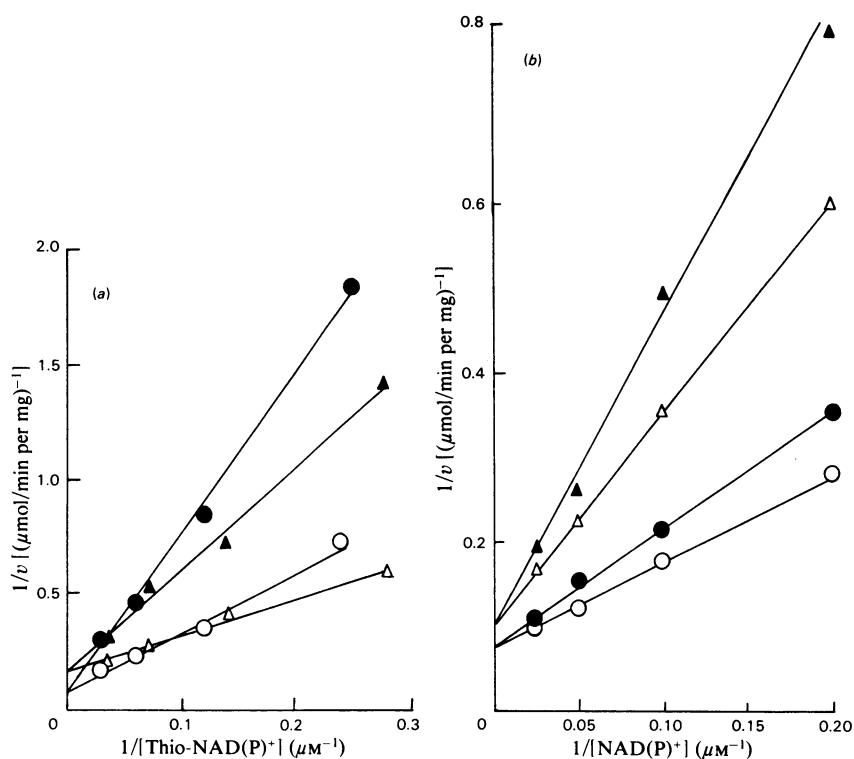 (a)
2.0
1.5
1.0
0.5
0
0.1
0.2
0.3
1/v [(μmol/min per mg)⁻¹]
1/[Thio-NAD(P)⁺] (μM⁻¹)
(b)
0.8
0.6
0.4
0.2
0
0.05
0.10
0.15
0.20
1/v [(μmol/min per mg)⁻¹]
1/[NAD(P)⁺] (μM⁻¹)